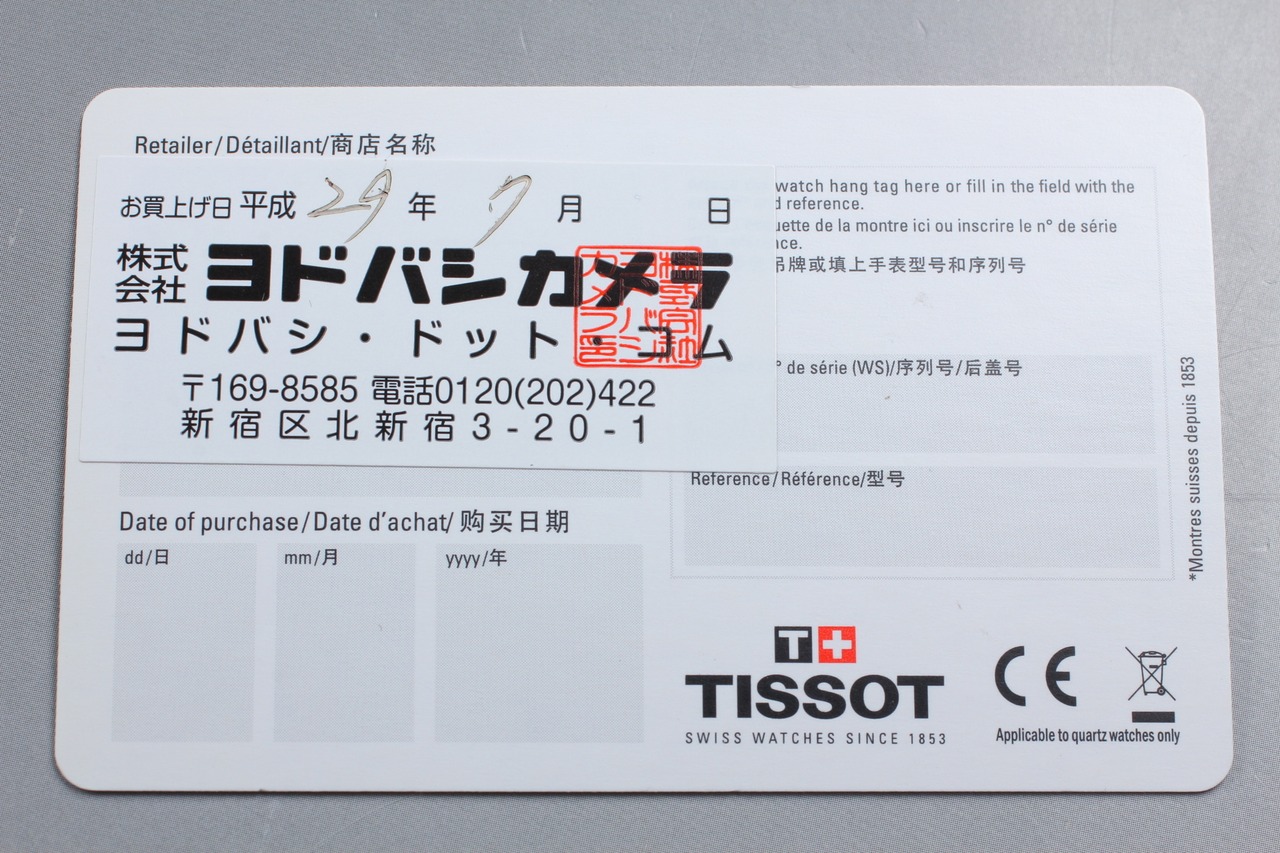 Retailer/Détaillant/商店名称
お買上げ日 平成 29 年 7 月 日
株式会社 ヨドバシカメラ
ヨドバシ・ドット・コム
〒169-8585 電話0120(202)422
新宿区北新宿3-20-1
watch hang tag here or fill in the field with the
reference.
de la montre ici ou inscrire le n° de série
吊牌或填上手表型号和序列号
de série (WS)/序列号/后盖号
Reference/Référence/型号
Date of purchase/Date d'achat/购买日期
dd/日 mm/月 yyyy/年
*Montres suisses depuis 1853
T+
TISSOT
SWISS WATCHES SINCE 1853
CE
Applicable to quartz watches only